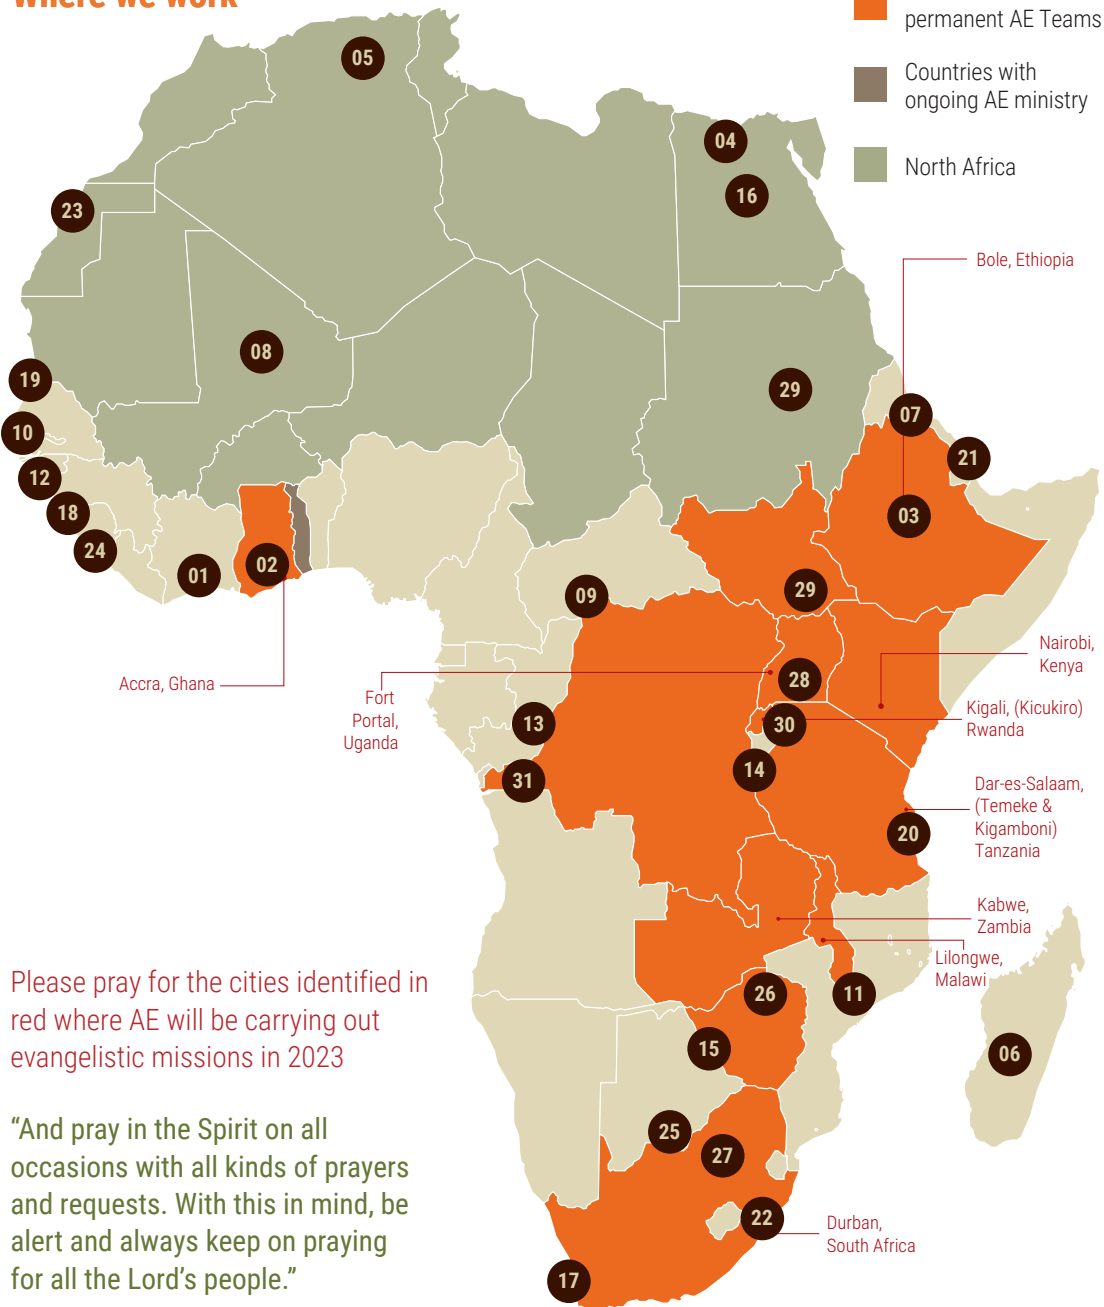 Where we work
permanent AE Teams
Countries with
ongoing AE ministry
North Africa
05
04
16
23
Bole, Ethiopia
08
19
29
10
07
21
12
18
03
24
01
02
09
29
Accra, Ghana
Fort
Portal,
Uganda
28
Nairobi,
Kenya
13
30
Kigali, (Kicukiro)
Rwanda
31
14
Dar-es-Salaam,
(Temeke &
Kigamboni)
Tanzania
20
Kabwe,
Zambia
Lilongwe,
Malawi
26
11
15
06
25
27
22
Durban,
South Africa
17
Please pray for the cities identified in
red where AE will be carrying out
evangelistic missions in 2023
“And pray in the Spirit on all
occasions with all kinds of prayers
and requests. With this in mind, be
alert and always keep on praying
for all the Lord’s people.”